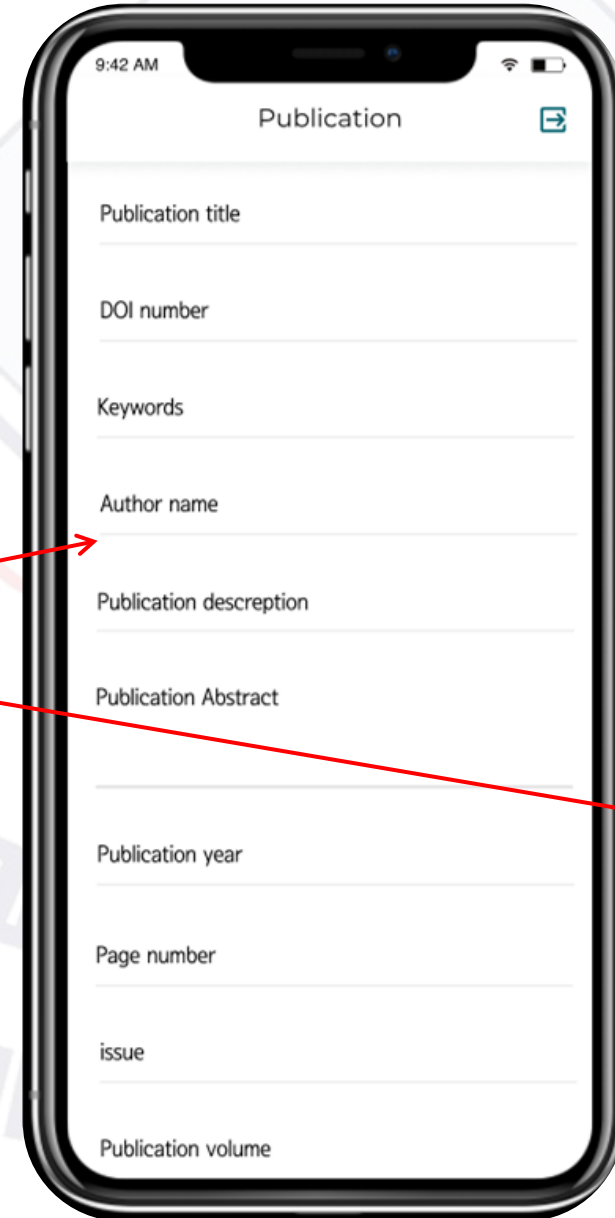 9:42 AM
Publication
Publication title
DOI number
Keywords
Author name
Publication descreption
Publication Abstract
Publication year
Page number
issue
Publication volume